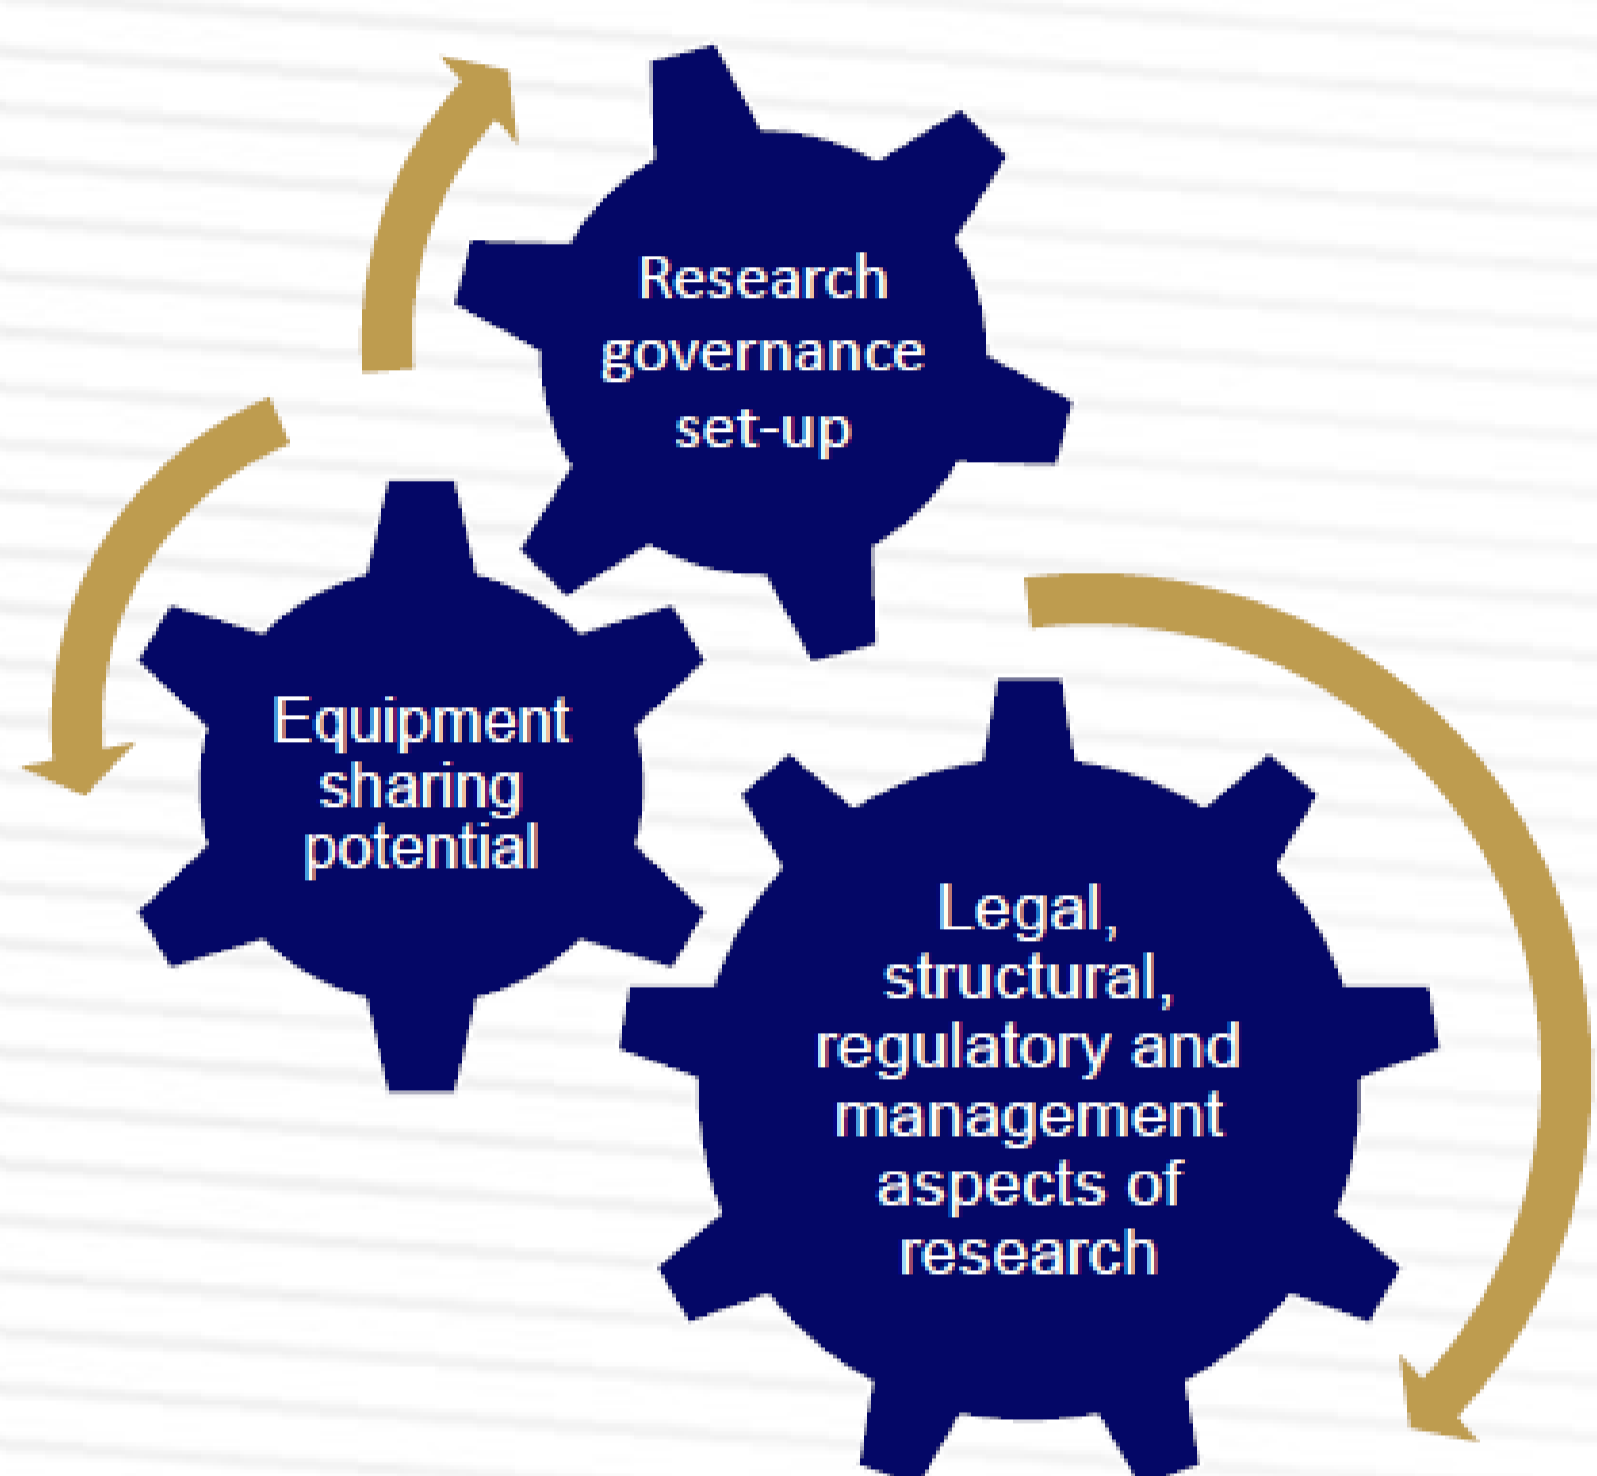 Research
governance
set-up
Equipment
sharing
potential
Legal,
structural,
regulatory and
management
aspects of
research